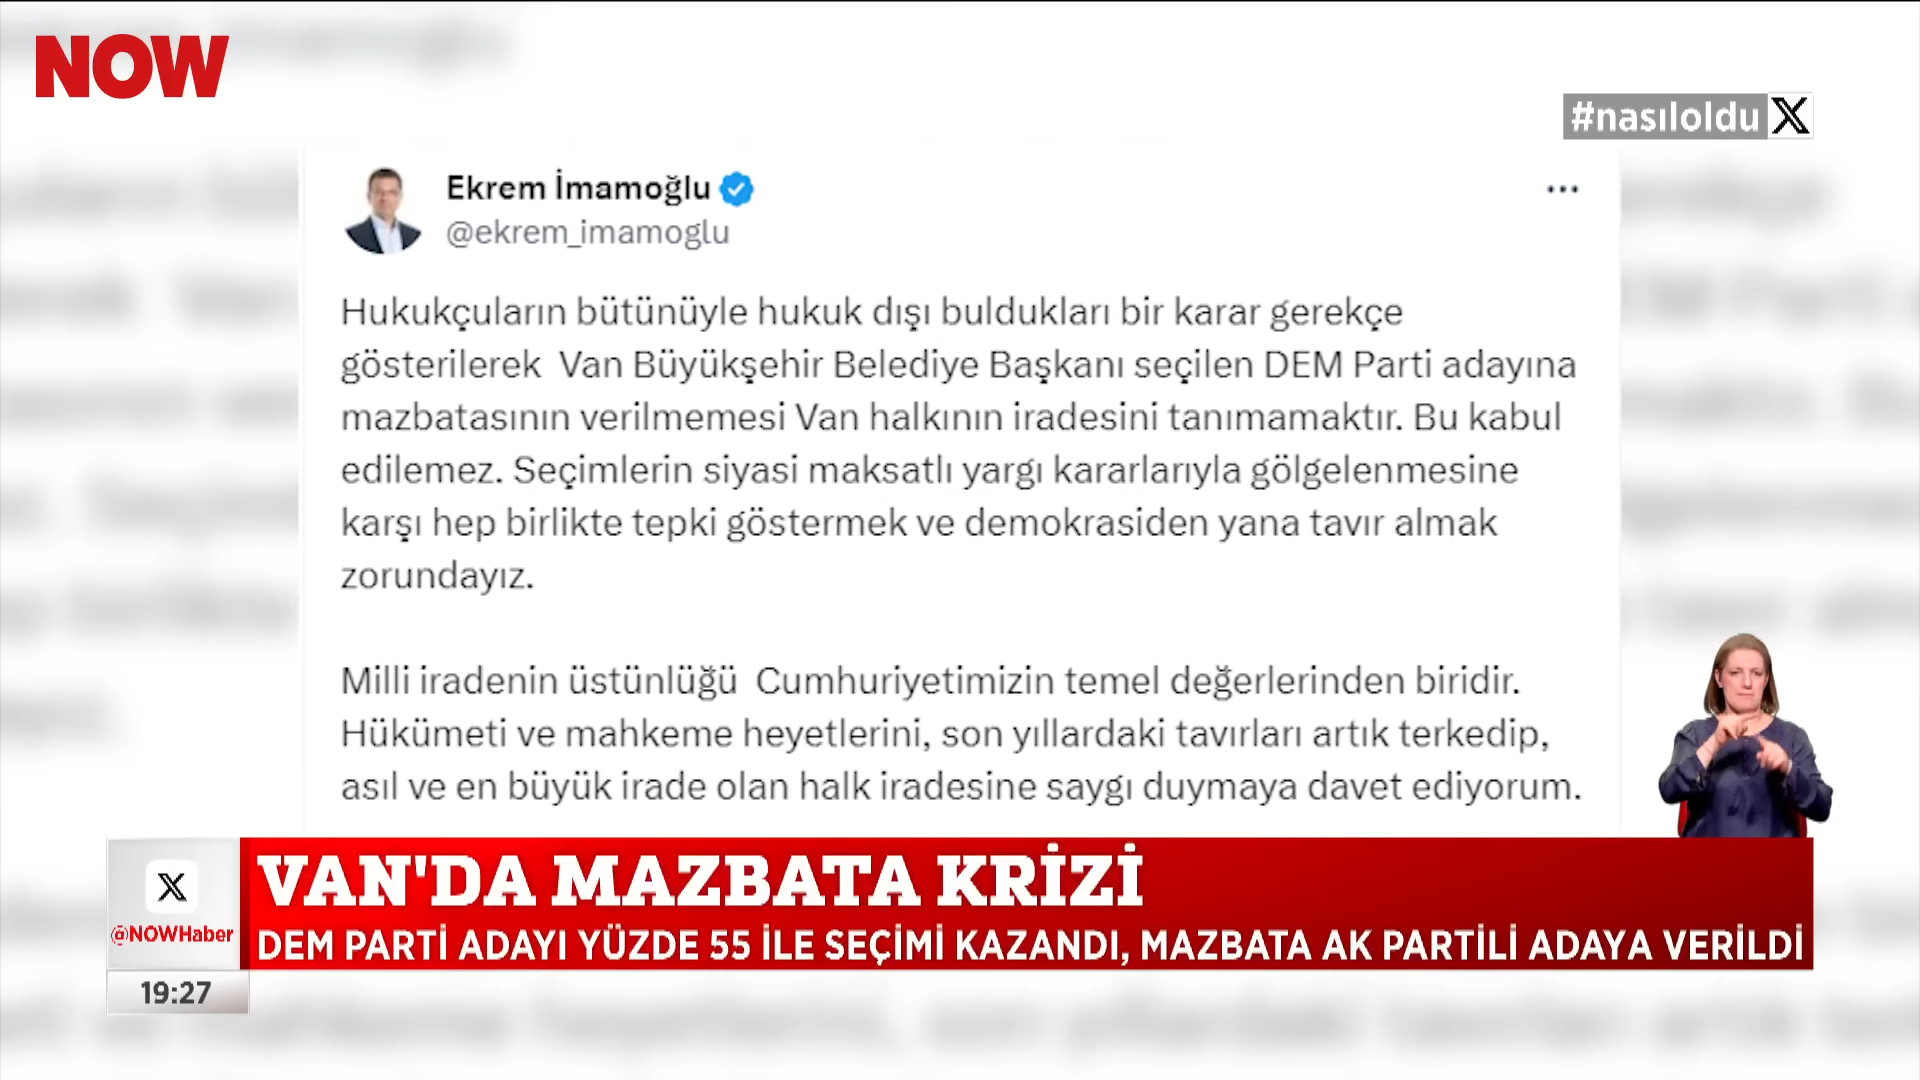 NOW
#nasıloldu X
Ekrem İmamoğlu
@ekrem_imamoglu
Hukukçuların bütünüyle hukuk dışı buldukları bir karar gerekçe
gösterilerek Van Büyükşehir Belediye Başkanı seçilen DEM Parti adayına
mazbatasının verilmemesi Van halkının iradesini tanımamaktır. Bu kabul
edilemez. Seçimlerin siyasi maksatlı yargı kararlarıyla gölgelenmesine
karşı hep birlikte tepki göstermek ve demokrasiden yana tavır almak
zorundayız.
Milli iradenin üstünlüğü Cumhuriyetimizin temel değerlerinden biridir.
Hükümeti ve mahkeme heyetlerini, son yıllardaki tavırları artık terkedip,
asıl ve en büyük irade olan halk iradesine saygı duymaya davet ediyorum.
X
@NOWHaber
VAN'DA MAZBATA KRİZİ
DEM PARTİ ADAYI YÜZDE 55 İLE SEÇİMİ KAZANDI, MAZBATA AK PARTİLİ ADAYA VERİLDİ
19:27